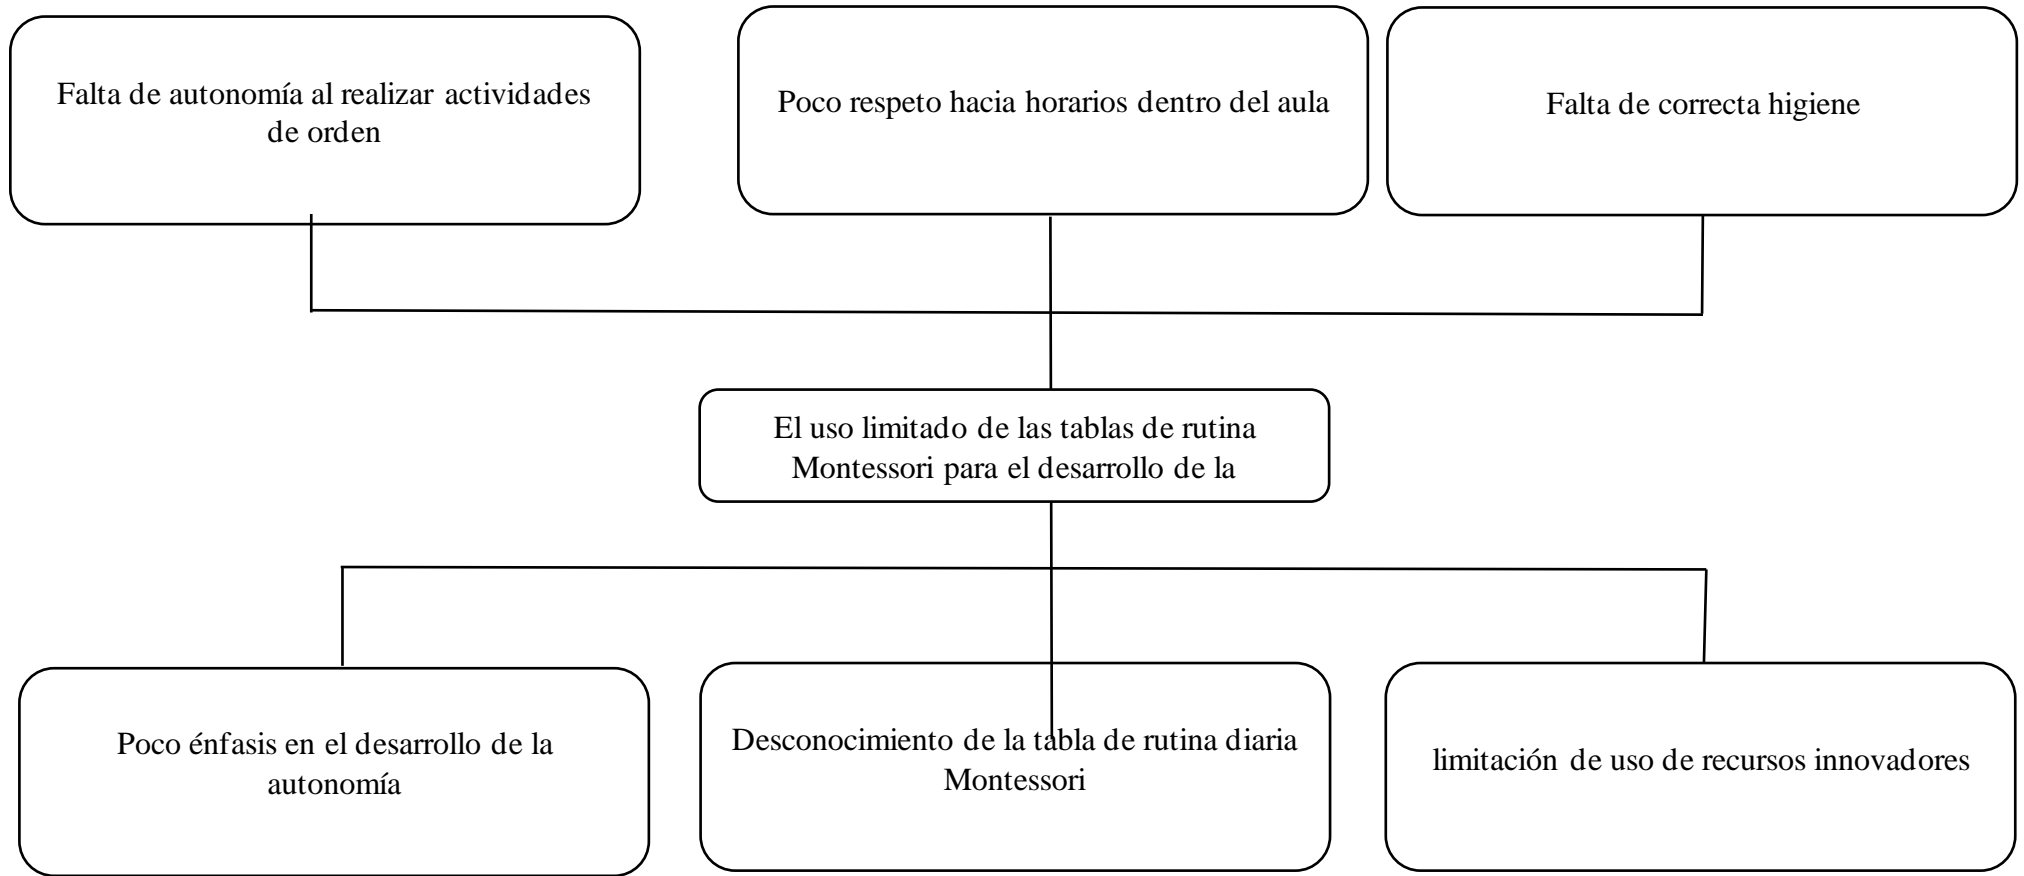 Falta de autonomía al realizar actividades
de orden
Poco respeto hacia horarios dentro del aula
Falta de correcta higiene
El uso limitado de las tablas de rutina
Montessori para el desarrollo de la
Poco énfasis en el desarrollo de la
autonomía
Desconocimiento de la tabla de rutina diaria
Montessori
limitación de uso de recursos innovadores